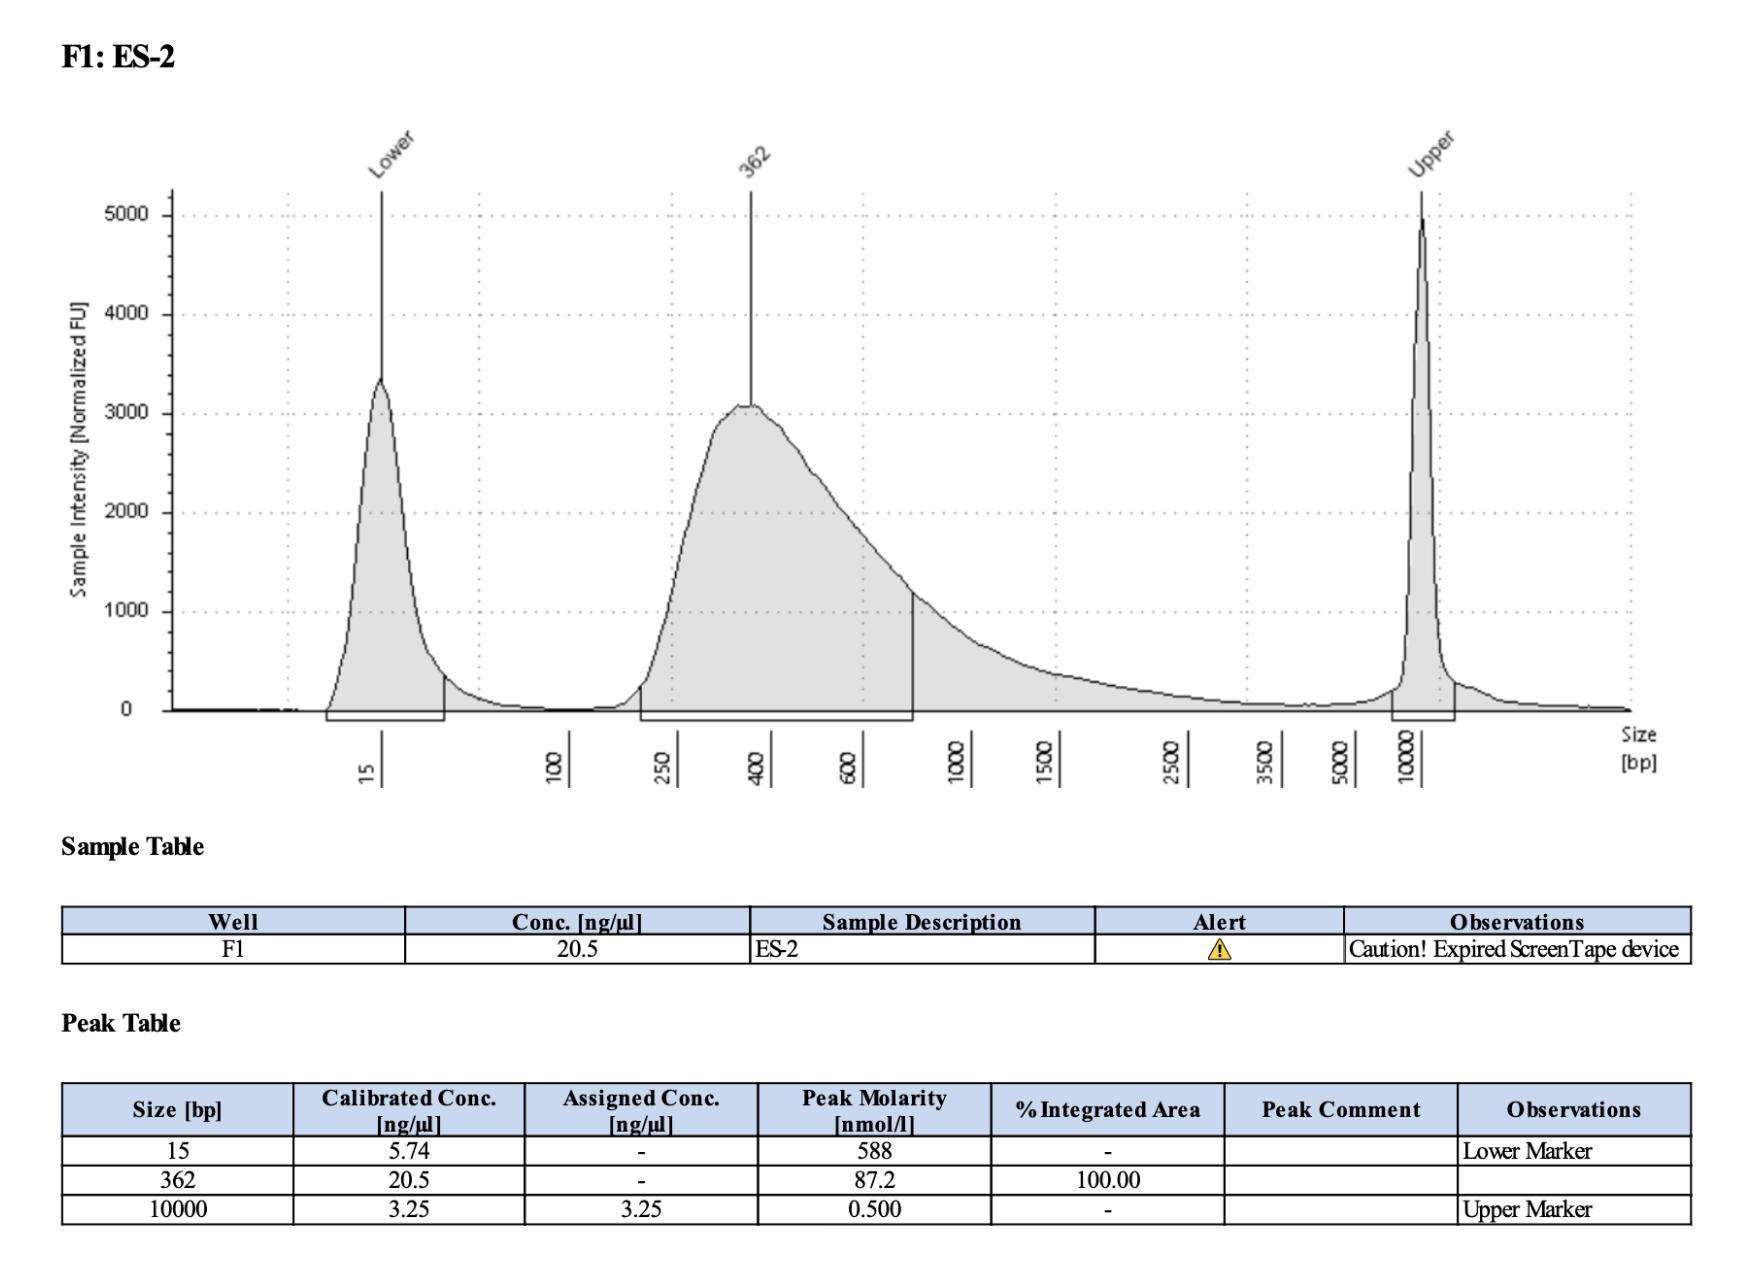 F1: ES-2
Lower
362
Upper
Sample Intensity [Normalized FU]
5000
4000
3000
2000
1000
0
15
100
250
400
600
1000
1500
2500
3500
5000
10000
Size
[bp]
Sample Table
Well Conc. [ng/µl] Sample Description Alert Observations
F1 20.5 ES-2 Caution! Expired ScreenTape device
Peak Table
Size [bp] Calibrated Conc. [ng/µl] Assigned Conc. [ng/µl] Peak Molarity [nmol/l] % Integrated Area Peak Comment Observations
15 5.74 - 588 - Lower Marker
362 20.5 - 87.2 100.00
10000 3.25 3.25 0.500 - Upper Marker